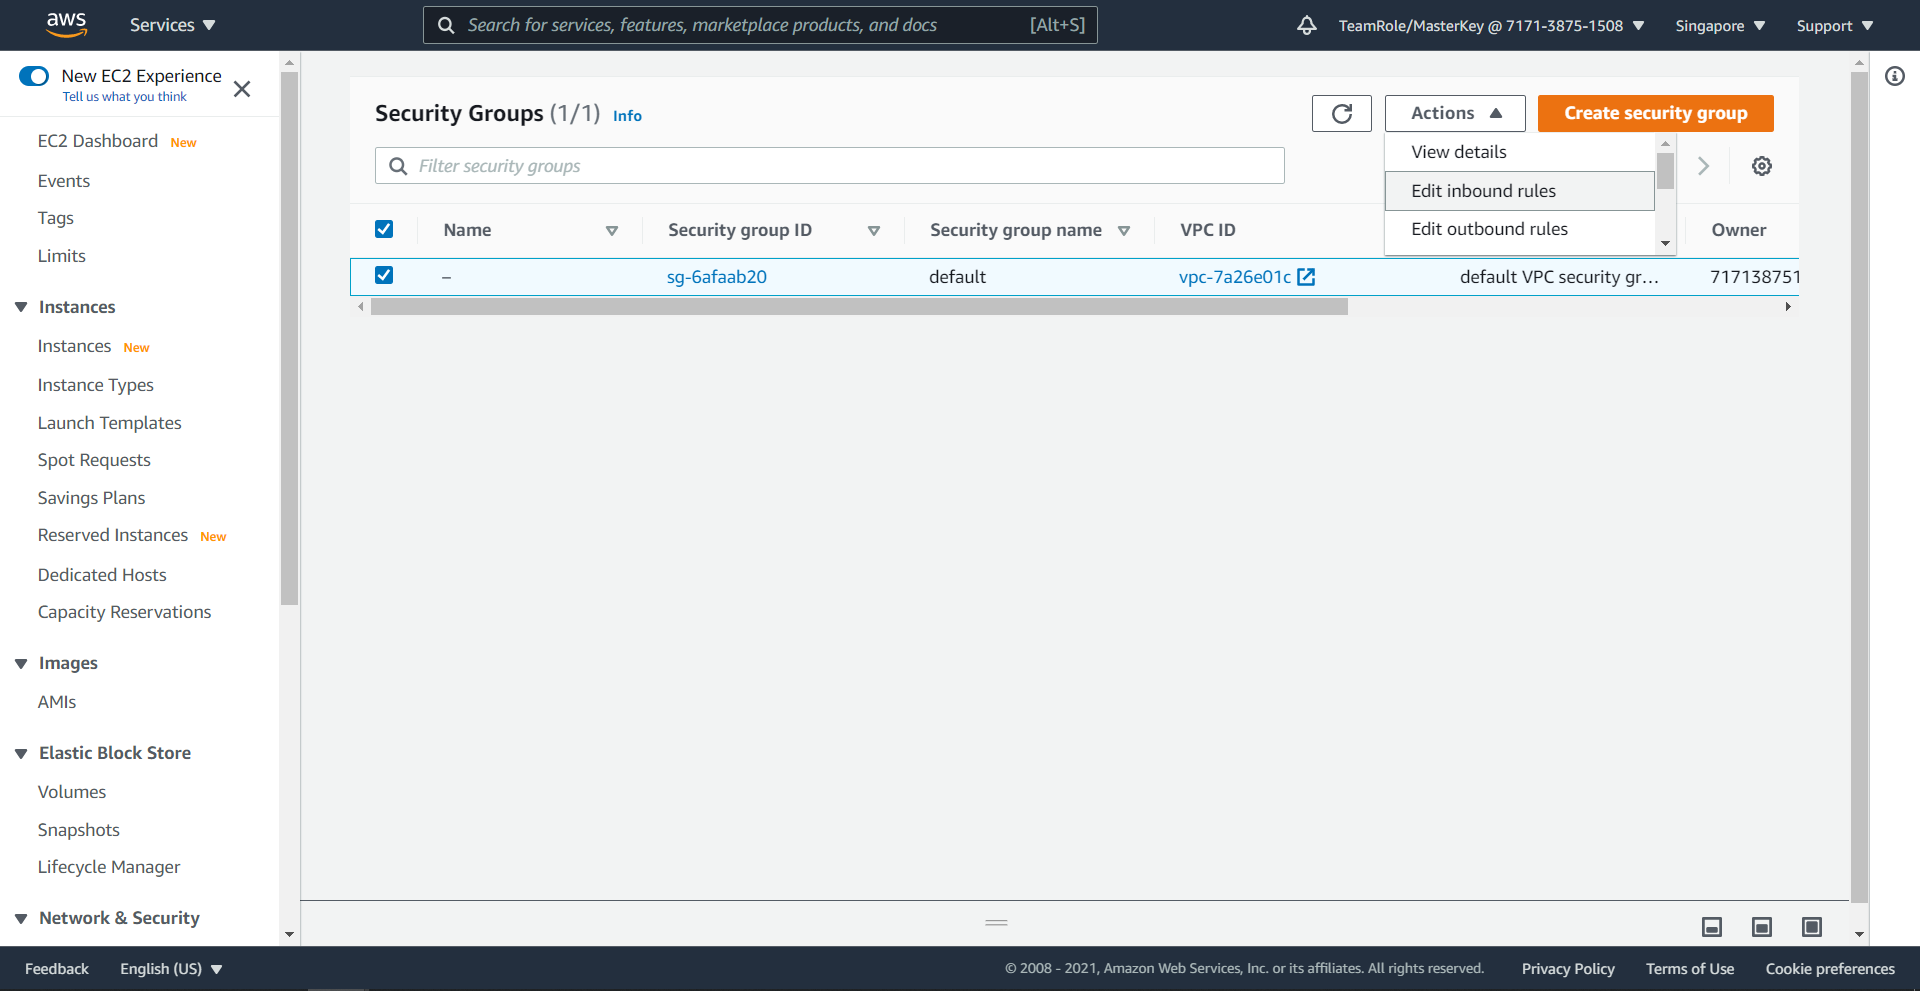 aws
Services
Search for services, features, marketplace products, and docs [Alt+S]
TeamRole/MasterKey @ 7171-3875-1508
Singapore
Support
New EC2 Experience
Tell us what you think
EC2 Dashboard New
Events
Tags
Limits
Instances
Instances New
Instance Types
Launch Templates
Spot Requests
Savings Plans
Reserved Instances New
Dedicated Hosts
Capacity Reservations
Images
AMIs
Elastic Block Store
Volumes
Snapshots
Lifecycle Manager
Network & Security
Security Groups (1/1) Info
Actions
Create security group
Filter security groups
View details
Edit inbound rules
Edit outbound rules
Name Security group ID Security group name VPC ID Owner
– sg-6afaab20 default vpc-7a26e01c default VPC security gr... 717138751
Feedback English (US)
© 2008 - 2021, Amazon Web Services, Inc. or its affiliates. All rights reserved. Privacy Policy Terms of Use Cookie preferences